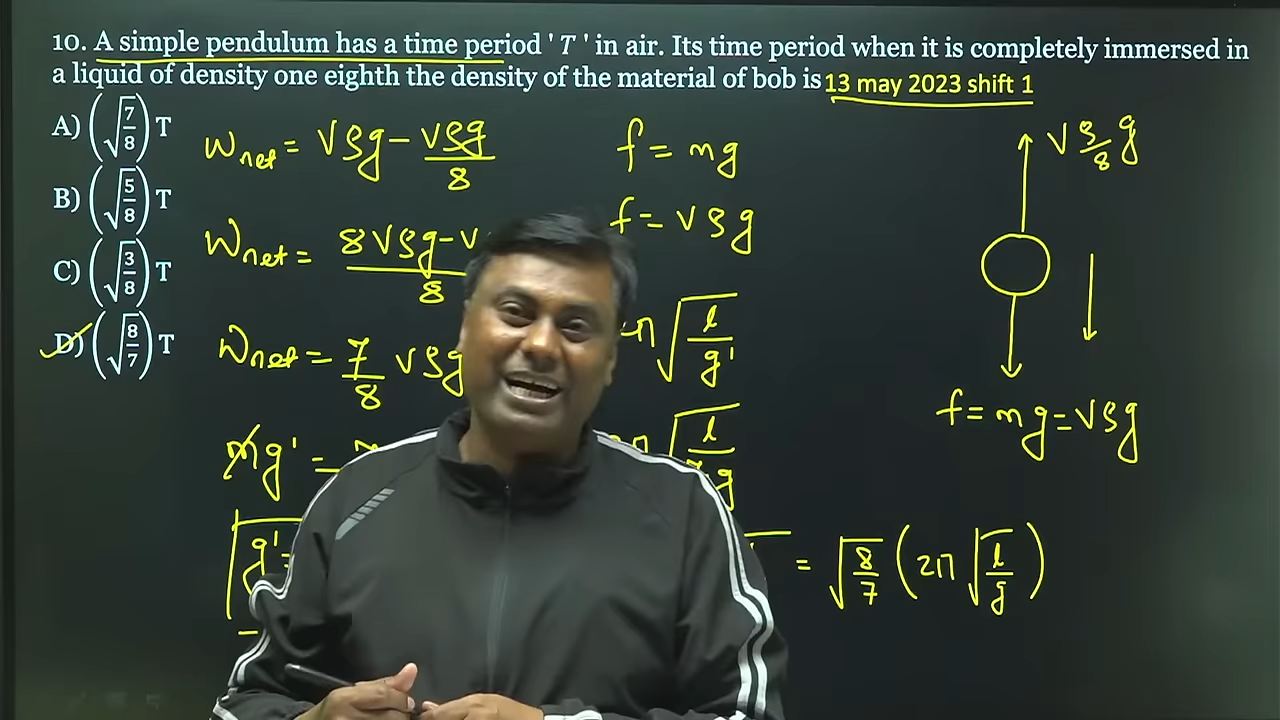 10. A simple pendulum has a time period ' T ' in air. Its time period when it is completely immersed in
a liquid of density one eighth the density of the material of bob is 13 may 2023 shift 1
A) (√7/8) T
B) (√5/8) T
C) (√3/8) T
D) (√8/7) T
Wnet = Vρg - Vρg/8
Wnet = 8Vρg - V
8
Wnet = 7/8 Vρg
mg' =
g' =
f = mg
f = Vρg
π√l/g'
√l/
g
= √8/7 (2π√l/g)
V ρ/8 g
f = mg = Vρg